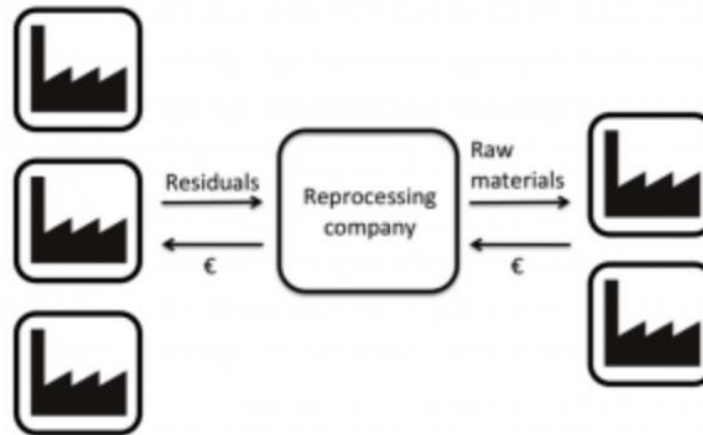 Residuals
€
Reprocessing
company
Raw
materials
€